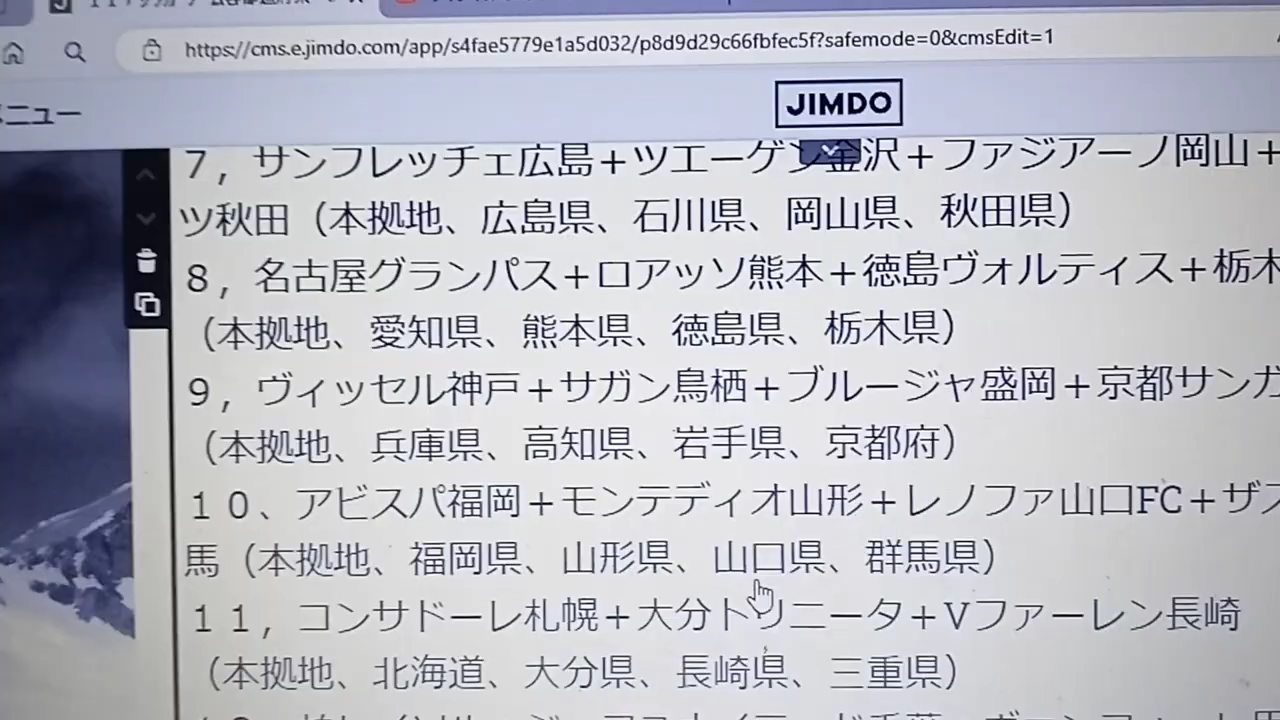 https://cms.e.jimdo.com/app/s4fae5779e1a5d032/p8d9d29c66fbfec5f?safemode=0&cmsEdit=1
ニュー
JIMDO
７，サンフレッチェ広島＋ツエーゲン金沢＋ファジアーノ岡山＋
ツ秋田（本拠地、広島県、石川県、岡山県、秋田県）
８，名古屋グランパス＋ロアッソ熊本＋徳島ヴォルティス＋栃木
（本拠地、愛知県、熊本県、徳島県、栃木県）
９，ヴィッセル神戸＋サガン鳥栖＋ブルージャ盛岡＋京都サンガ
（本拠地、兵庫県、高知県、岩手県、京都府）
１０、アビスパ福岡＋モンテディオ山形＋レノファ山口FC＋ザス
馬（本拠地、福岡県、山形県、山口県、群馬県）
１１，コンサドーレ札幌＋大分トリニータ＋Vファーレン長崎
（本拠地、北海道、大分県、長崎県、三重県）